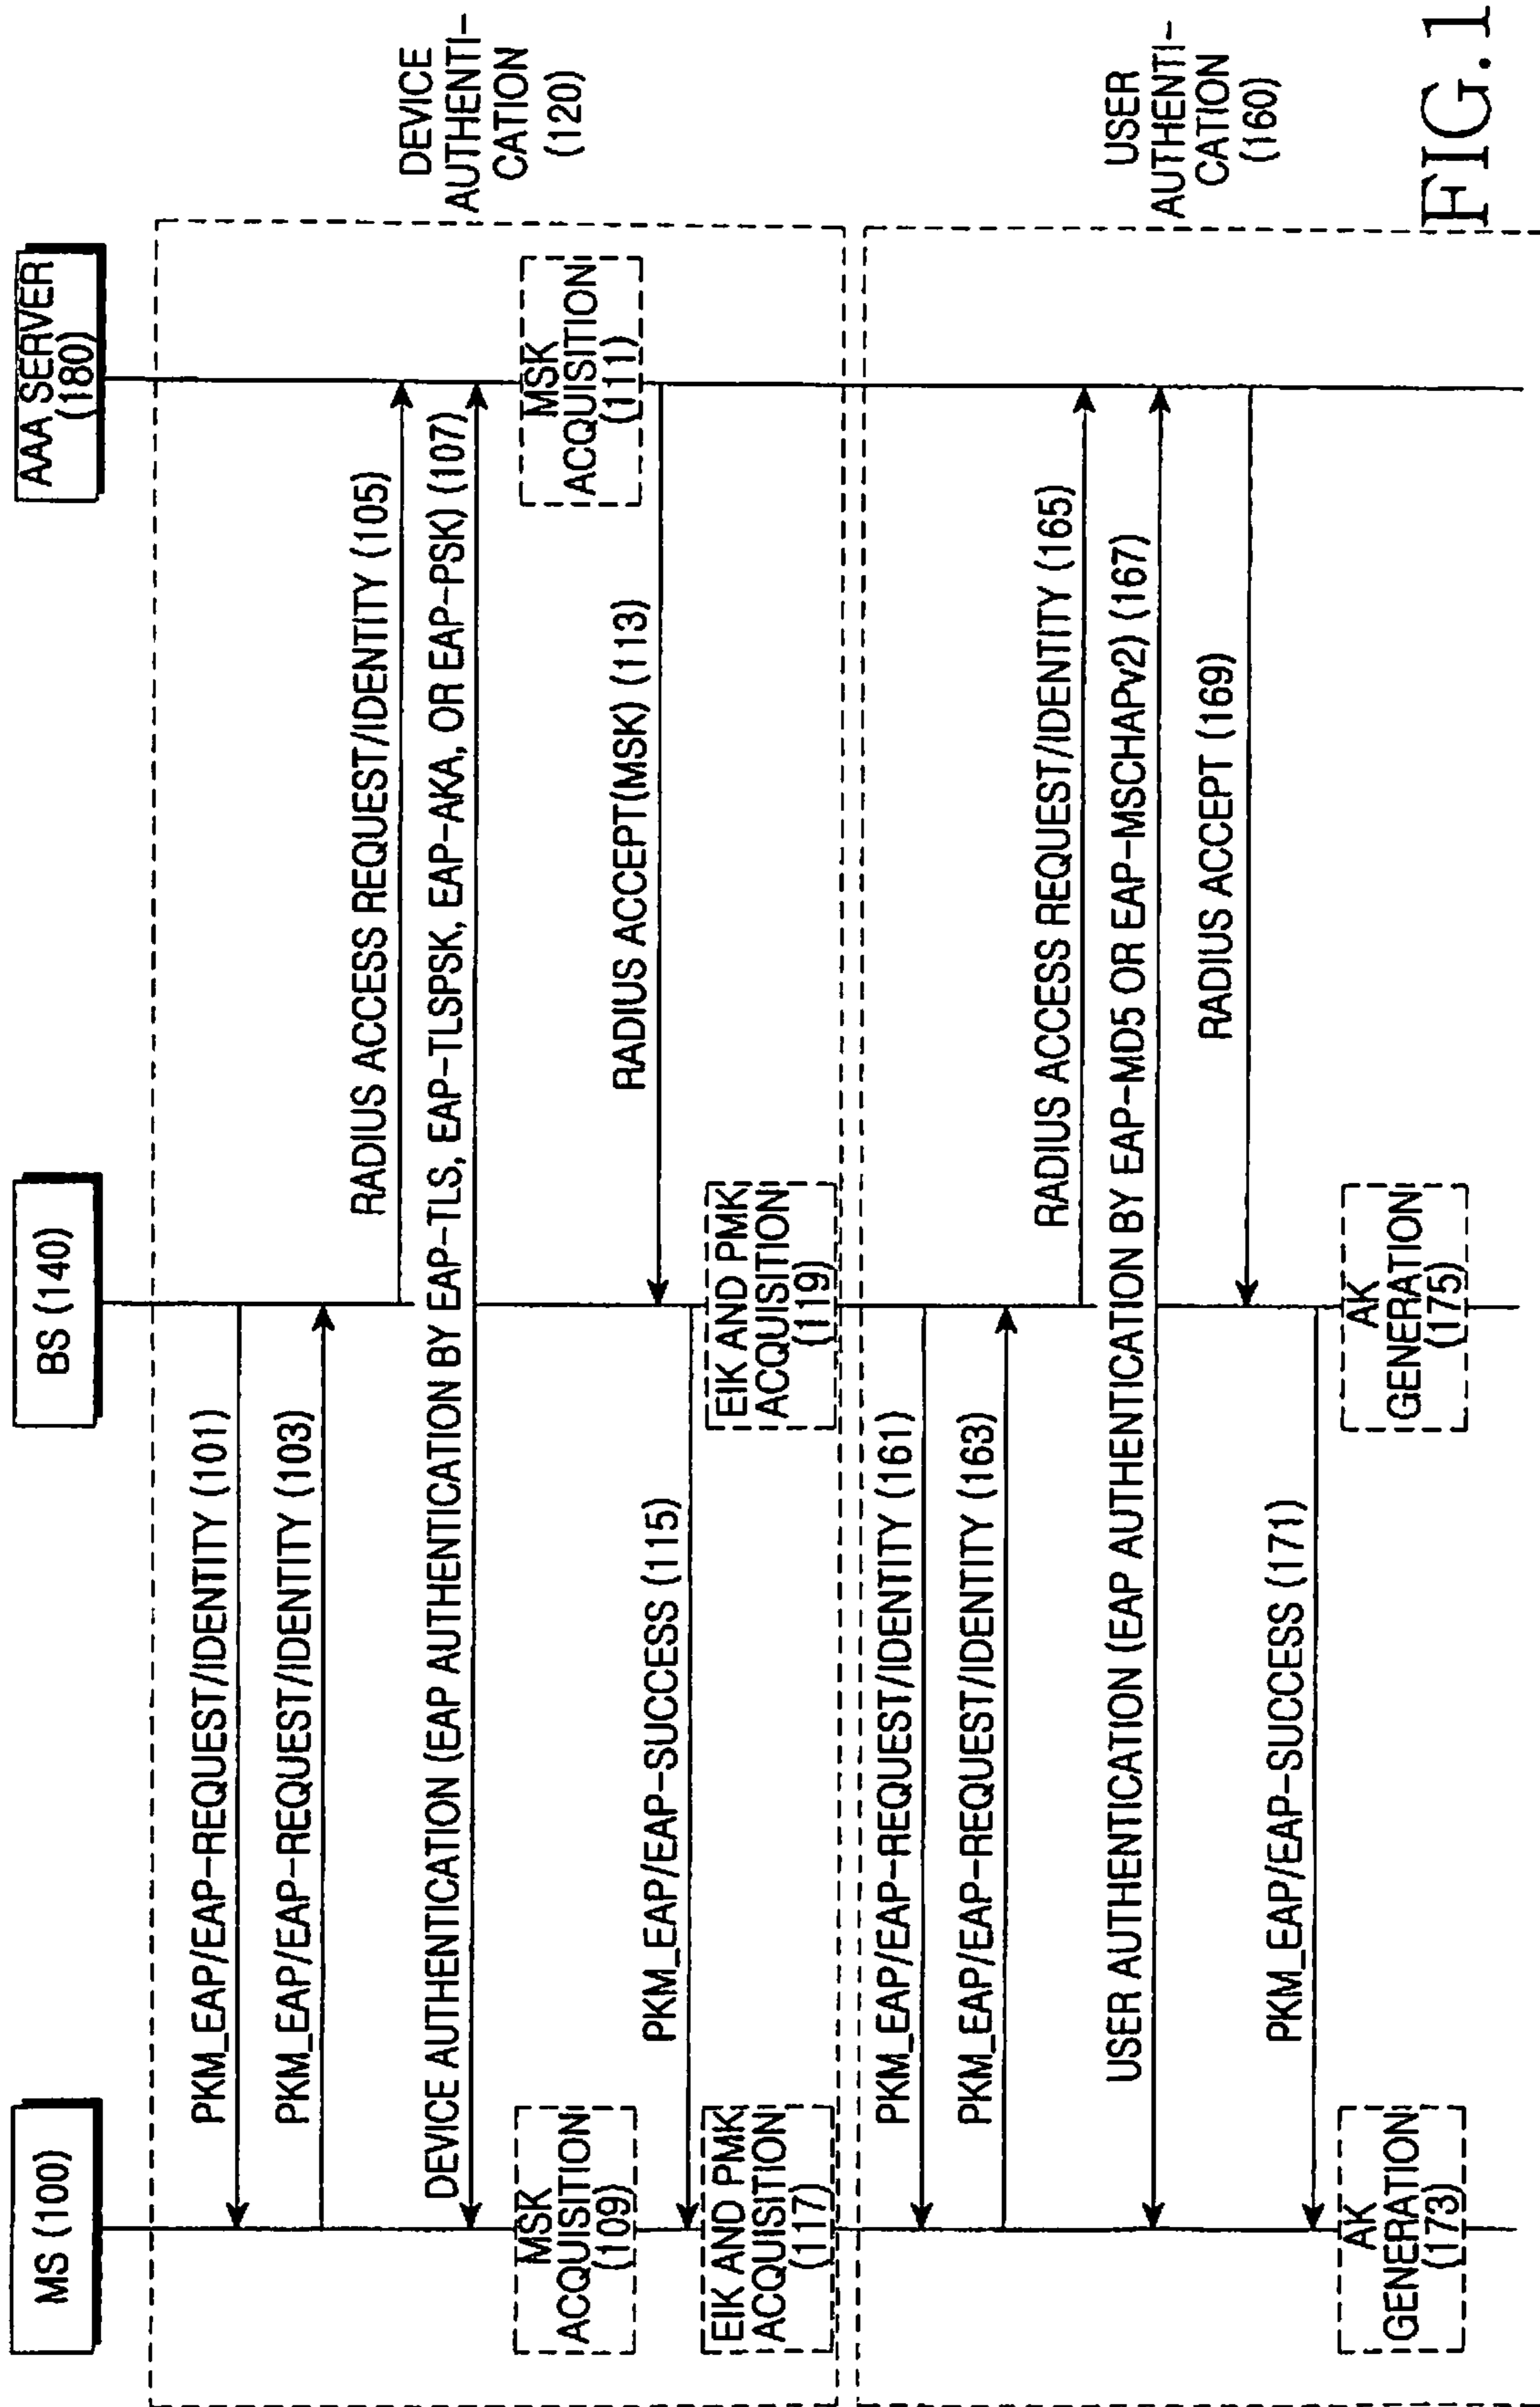 MS (100)
BS (140)
AAA SERVER
(180)
PKM_EAP/EAP-REQUEST/IDENTITY (101)
PKM_EAP/EAP-REQUEST/IDENTITY (103)
RADIUS ACCESS REQUEST/IDENTITY (105)
DEVICE AUTHENTICATION (EAP AUTHENTICATION BY EAP-TLS, EAP-TLSPSK, EAP-AKA, OR EAP-PSK) (107)
DEVICE
AUTHENTI-
CATION
(120)
MSK
ACQUISITION
(109)
MSK
ACQUISITION
(111)
RADIUS ACCEPT(MSK) (113)
PKM_EAP/EAP-SUCCESS (115)
EIK AND PMK
ACQUISITION
(117)
EIK AND PMK
ACQUISITION
(119)
PKM_EAP/EAP-REQUEST/IDENTITY (161)
PKM_EAP/EAP-REQUEST/IDENTITY (163)
RADIUS ACCESS REQUEST/IDENTITY (165)
USER AUTHENTICATION (EAP AUTHENTICATION BY EAP-MD5 OR EAP-MSCHAPv2) (167)
USER
AUTHENTI-
CATION
(160)
RADIUS ACCEPT (169)
PKM_EAP/EAP-SUCCESS (171)
AK
GENERATION
(173)
AK
GENERATION
(175)
FIG.1